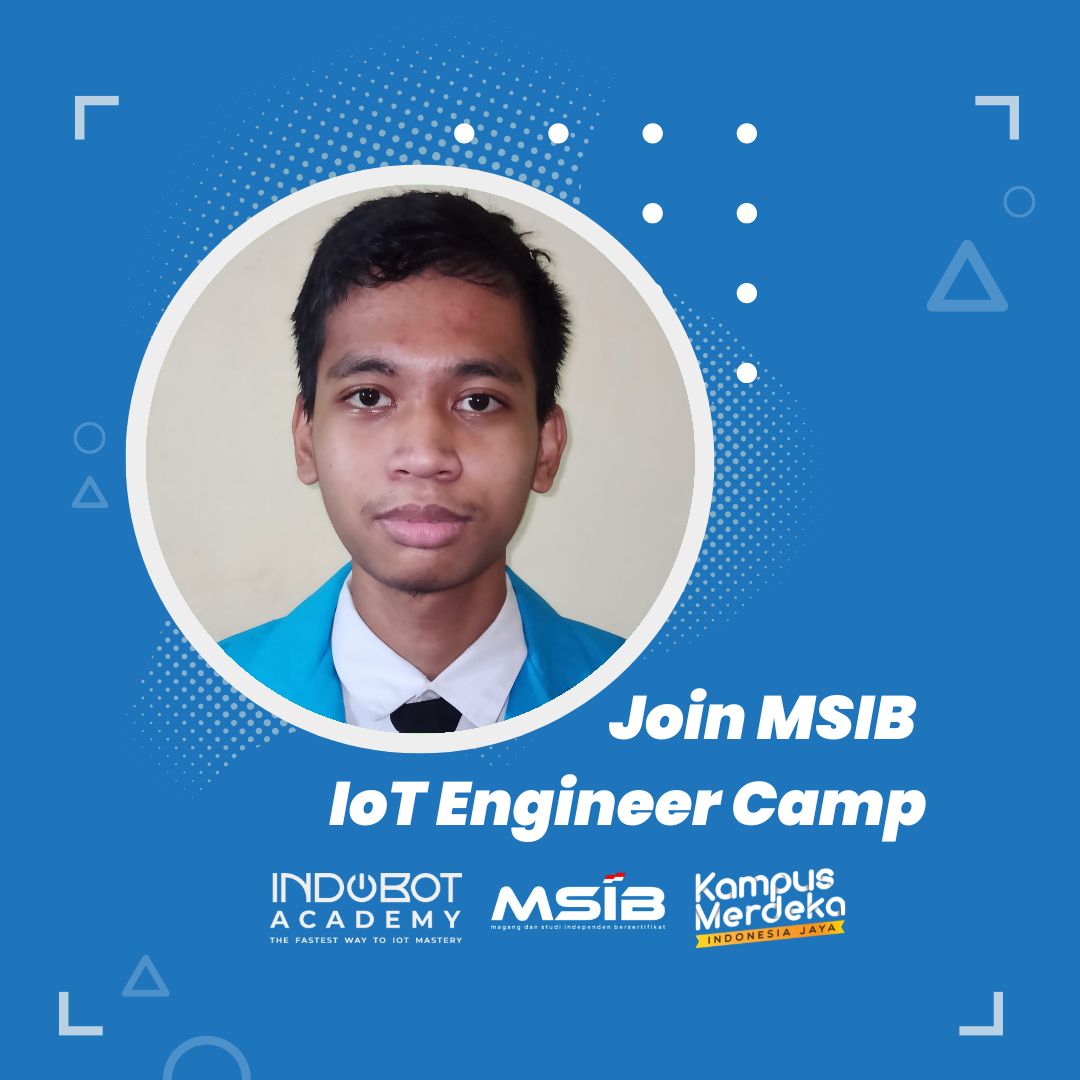 Join MSIB
IoT Engineer Camp
INDOBOT
ACADEMY
THE FASTEST WAY TO IOT MASTERY
MSIB
magang dan studi independen bersertifikat
Kampus
Merdeka
INDONESIA JAYA